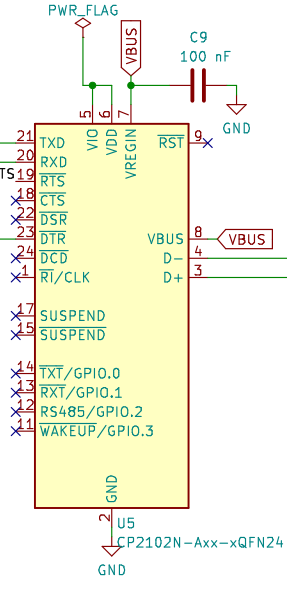 PWR_FLAG
VBUS
C9
100 nF
GND
5 6 7
VIO VDD VREGIN
21 TXD
RST 9
20 RXD
TS
19 RTS
18 CTS
22 DSR
23 DTR
VBUS 8 VBUS
24 DCD
D- 4
1 RI/CLK
D+ 3
17 SUSPEND
15 SUSPEND
14 TXT/GPIO.0
13 RXT/GPIO.1
12 RS485/GPIO.2
11 WAKEUP/GPIO.3
GND
2
U5
CP2102N-Axx-xQFN24
GND